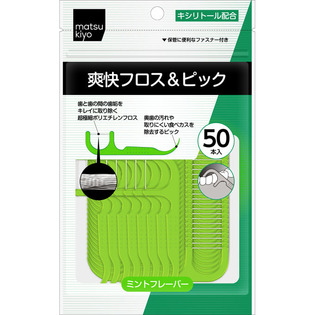 matsu
kiyo
キシリトール配合
▼保管に便利なファスナー付き
爽快フロス＆ピック
歯と歯の間の歯垢を
キレイに取り除く
超極細ポリエチレンフロス
奥歯の汚れや
取りにくい食べカスを
除去するピック
50
本入
ミントフレーバー